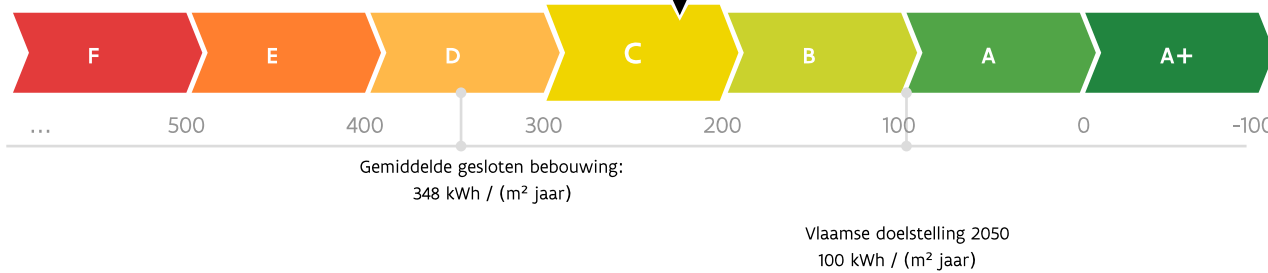 F E D C B A A+
... 500 400 300 200 100 0 -100
Gemiddelde gesloten bebouwing:
348 kWh / (m² jaar)
Vlaamse doelstelling 2050
100 kWh / (m² jaar)